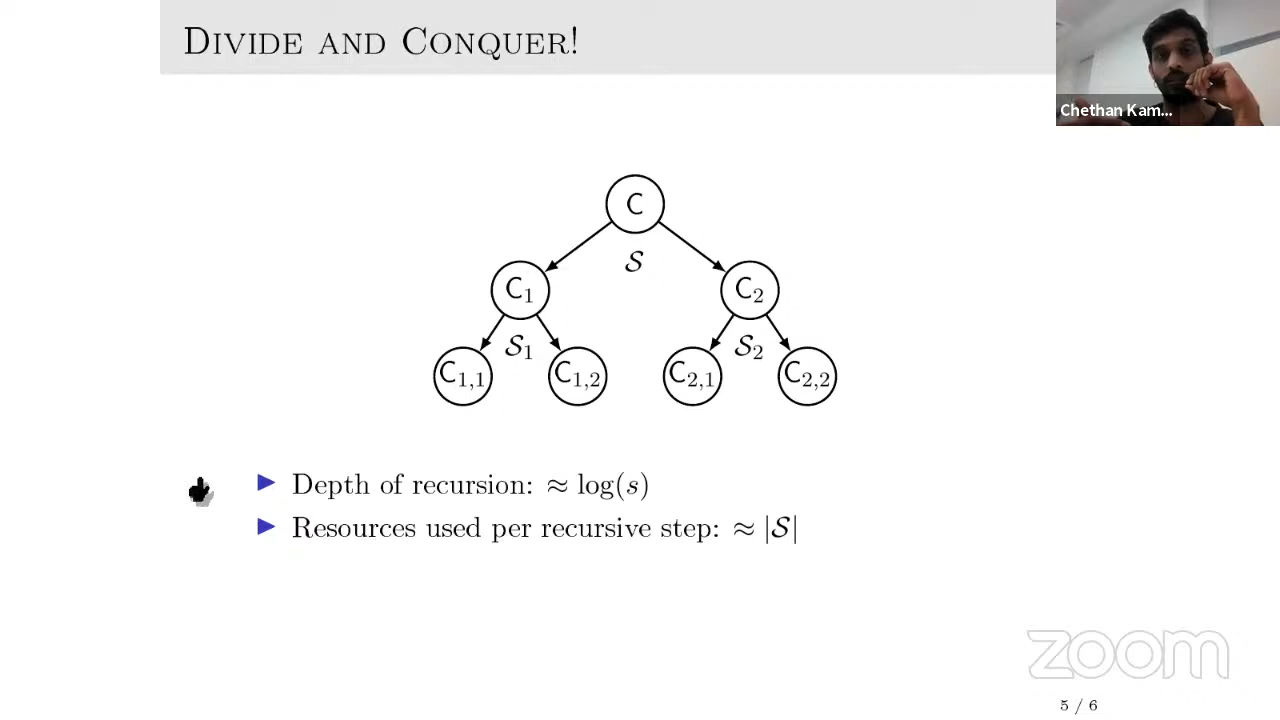 DIVIDE AND CONQUER!
Chethan Kam...
C
S
C1 C2
S1 S2
C1,1 C1,2 C2,1 C2,2
▶ Depth of recursion: ≈ log(s)
▶ Resources used per recursive step: ≈ |S|
zoom
5 / 6